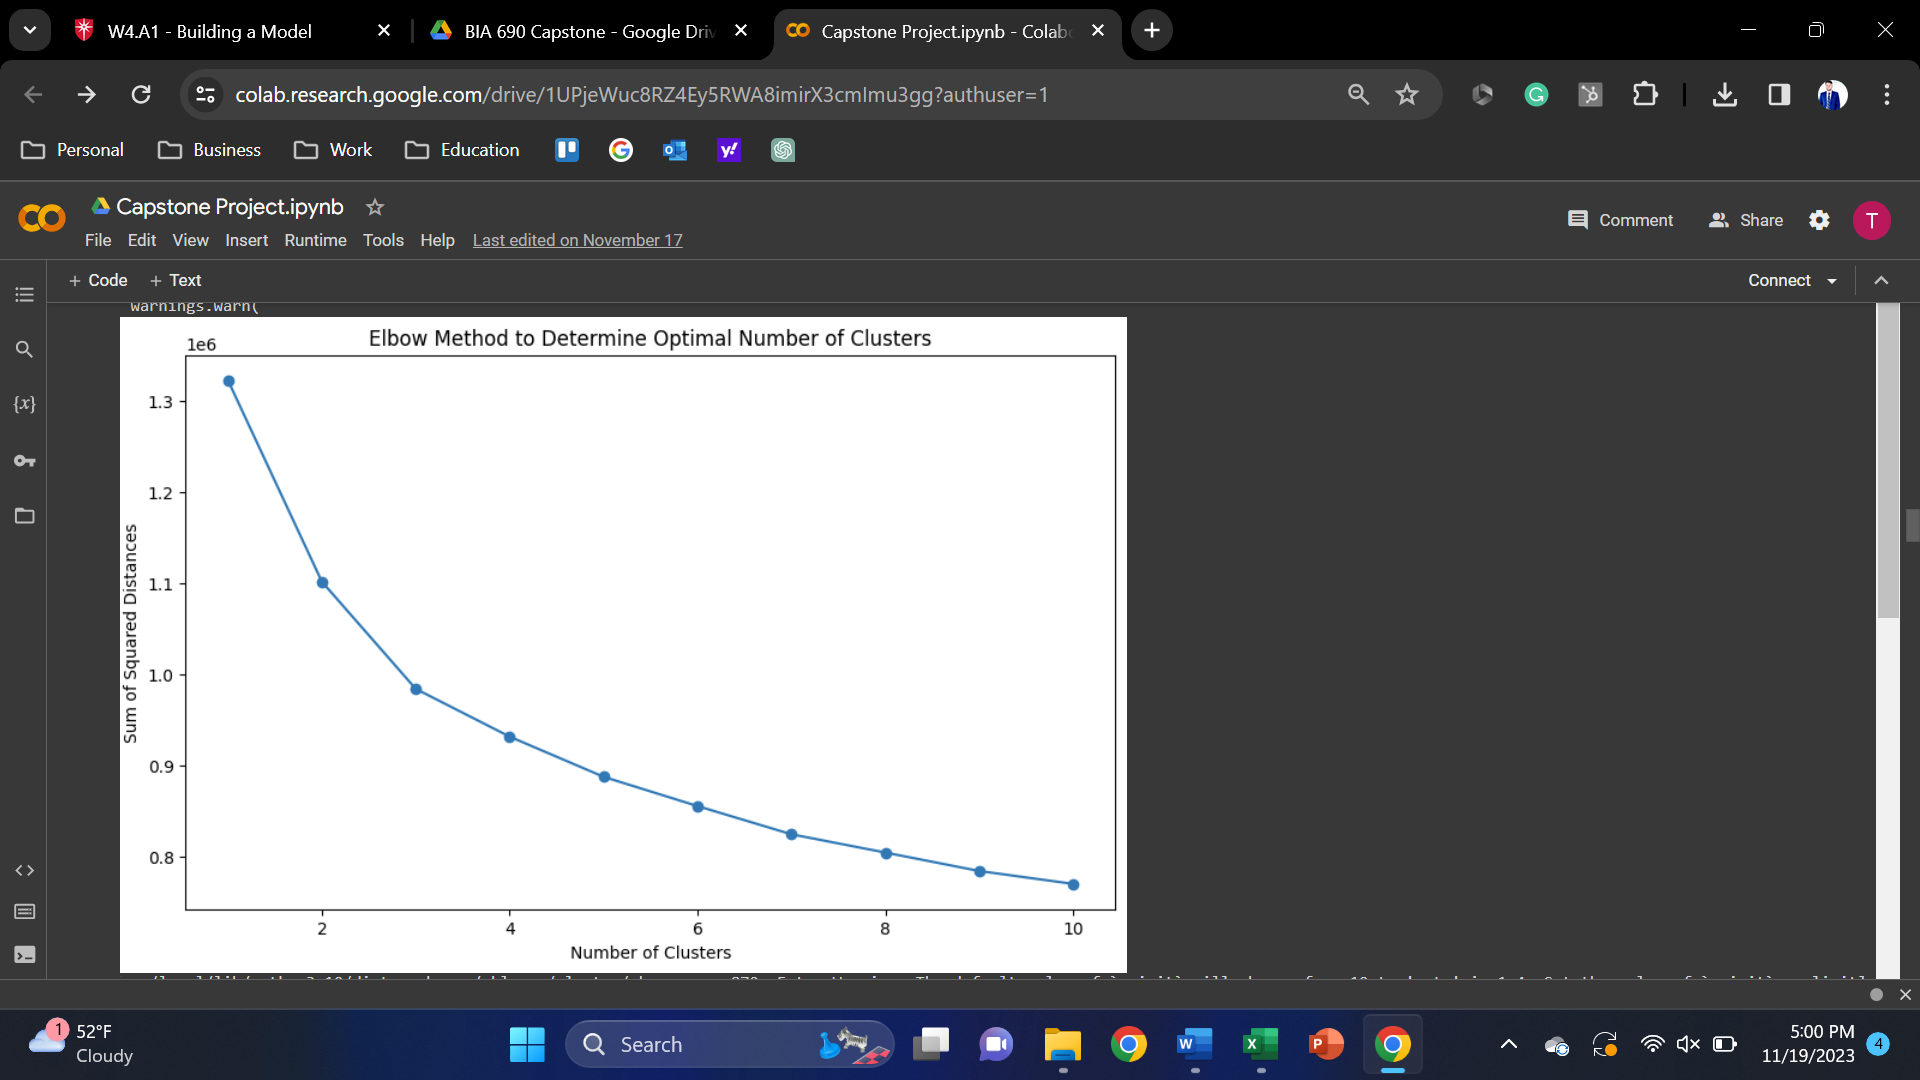 W4.A1 - Building a Model
BIA 690 Capstone - Google Driv
Capstone Project.ipynb - Colab
colab.research.google.com/drive/1UPjeWuc8RZ4Ey5RWA8imirX3cmImu3gg?authuser=1
Personal
Business
Work
Education
Capstone Project.ipynb
File Edit View Insert Runtime Tools Help Last edited on November 17
Comment
Share
T
+ Code + Text
Connect
warnings.warn(
Elbow Method to Determine Optimal Number of Clusters
1e6
1.3
1.2
1.1
1.0
0.9
0.8
Sum of Squared Distances
2 4 6 8 10
Number of Clusters
{x}
1
52°F
Cloudy
Search
5:00 PM
11/19/2023
4